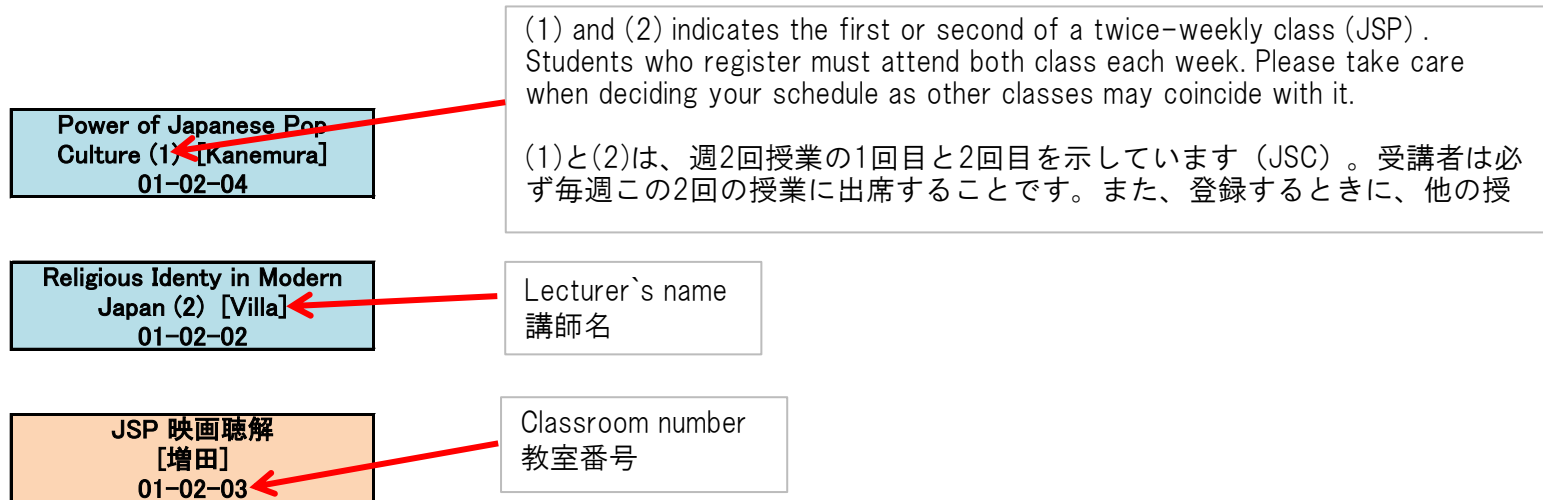 Power of Japanese Pop
Culture (1) [Kanemura]
01-02-04
(1) and (2) indicates the first or second of a twice-weekly class (JSP) .
Students who register must attend both class each week. Please take care
when deciding your schedule as other classes may coincide with it.
(1)と(2)は、週2回授業の1回目と2回目を示しています（JSC）。受講者は必
ず毎週この2回の授業に出席することです。また、登録するときに、他の授
Religious Identy in Modern
Japan (2) [Villa]
01-02-02
Lecturer`s name
講師名
JSP 映画聴解
[増田]
01-02-03
Classroom number
教室番号